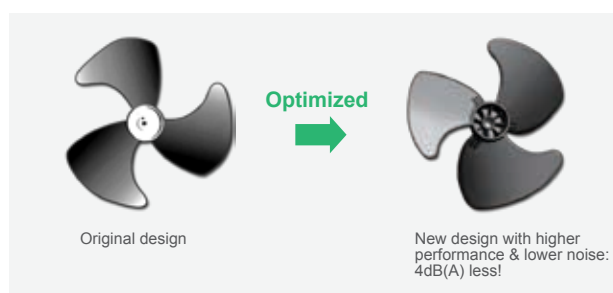 Optimized
Original design
New design with higher
performance & lower noise:
4dB(A) less!